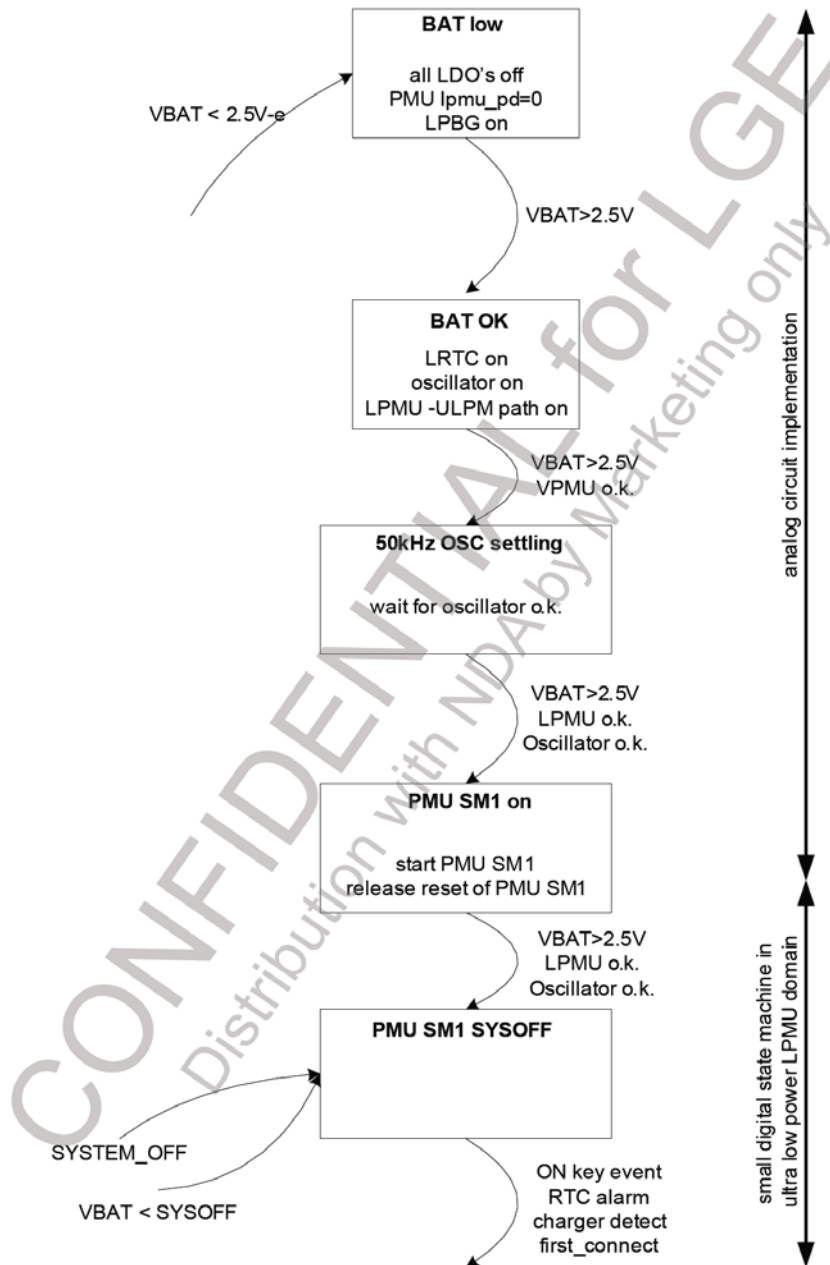 BAT low
all LDO's off
PMU lpmu_pd=0
LPBG on
VBAT < 2.5V-e
VBAT>2.5V
BAT OK
LRTC on
oscillator on
LPMU -ULPM path on
VBAT>2.5V
VPMU o.k.
50kHz OSC settling
wait for oscillator o.k.
VBAT>2.5V
LPMU o.k.
Oscillator o.k.
PMU SM1 on
start PMU SM1
release reset of PMU SM1
VBAT>2.5V
LPMU o.k.
Oscillator o.k.
PMU SM1 SYSOFF
SYSTEM_OFF
VBAT < SYSOFF
ON key event
RTC alarm
charger detect
first_connect
analog circuit implementation
small digital state machine in
ultra low power LPMU domain
CONFIDENTIAL for LGE
Distribution with NDA by Marketing only